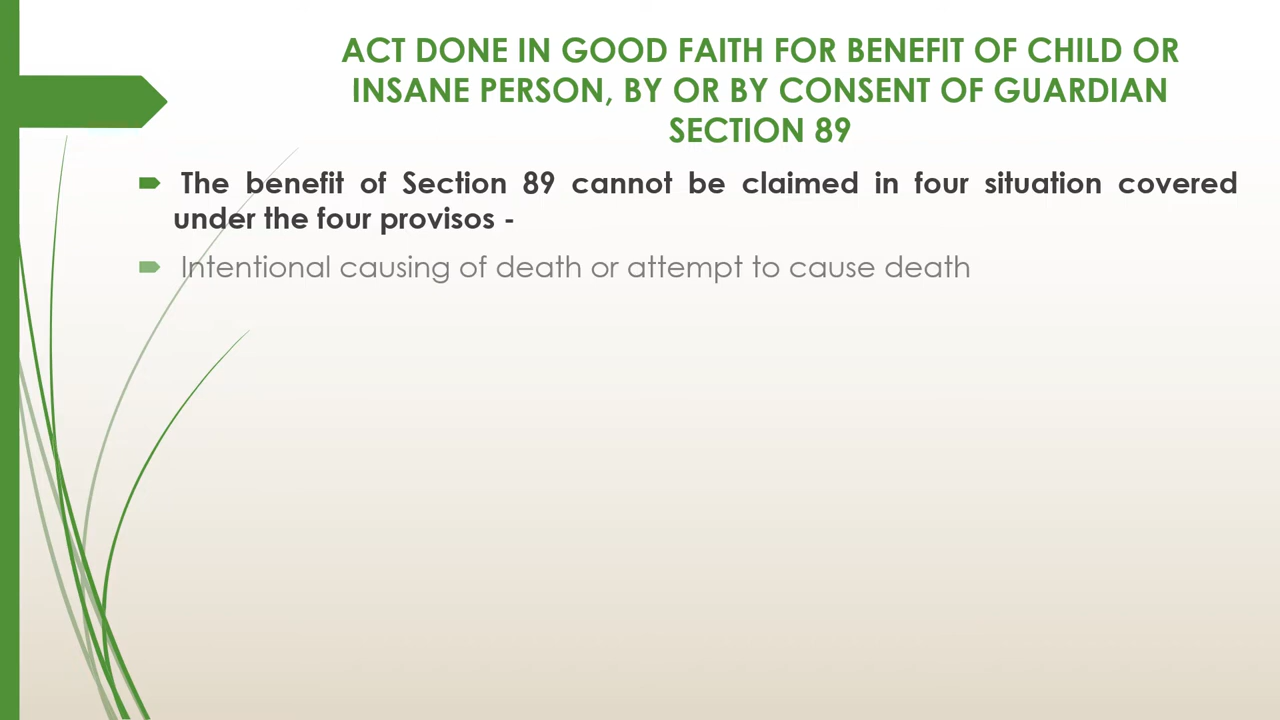 ACT DONE IN GOOD FAITH FOR BENEFIT OF CHILD OR
INSANE PERSON, BY OR BY CONSENT OF GUARDIAN
SECTION 89
The benefit of Section 89 cannot be claimed in four situation covered
under the four provisos -
Intentional causing of death or attempt to cause death